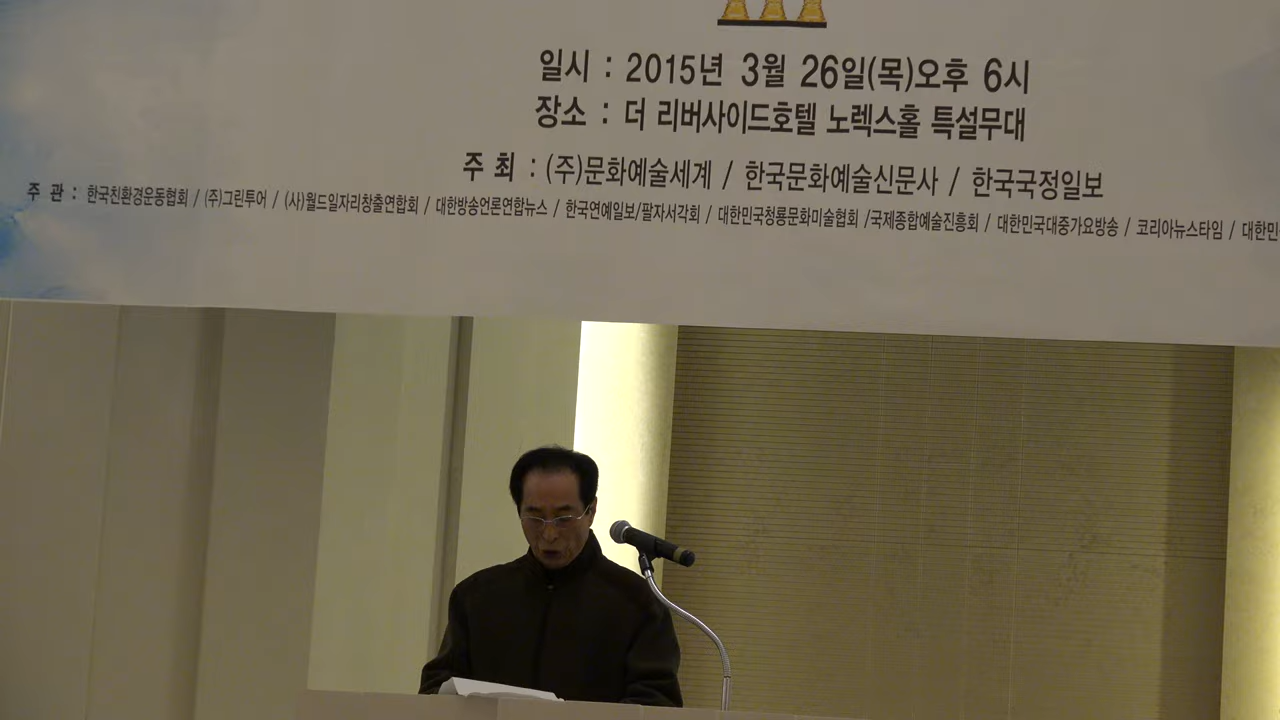 일시 : 2015년 3월 26일(목)오후 6시
장소 : 더 리버사이드호텔 노렉스홀 특설무대
주 최 : (주)문화예술세계 / 한국문화예술신문사 / 한국국정일보
주 관 : 한국친환경운동협회 / (주)그린투어 / (사)월드일자리창출연합회 / 대한방송언론연합뉴스 / 한국연예일보/팔자서각회 / 대한민국청룡문화미술협회 /국제종합예술진흥회 / 대한민국대중가요방송 / 코리아뉴스타임 / 대한민